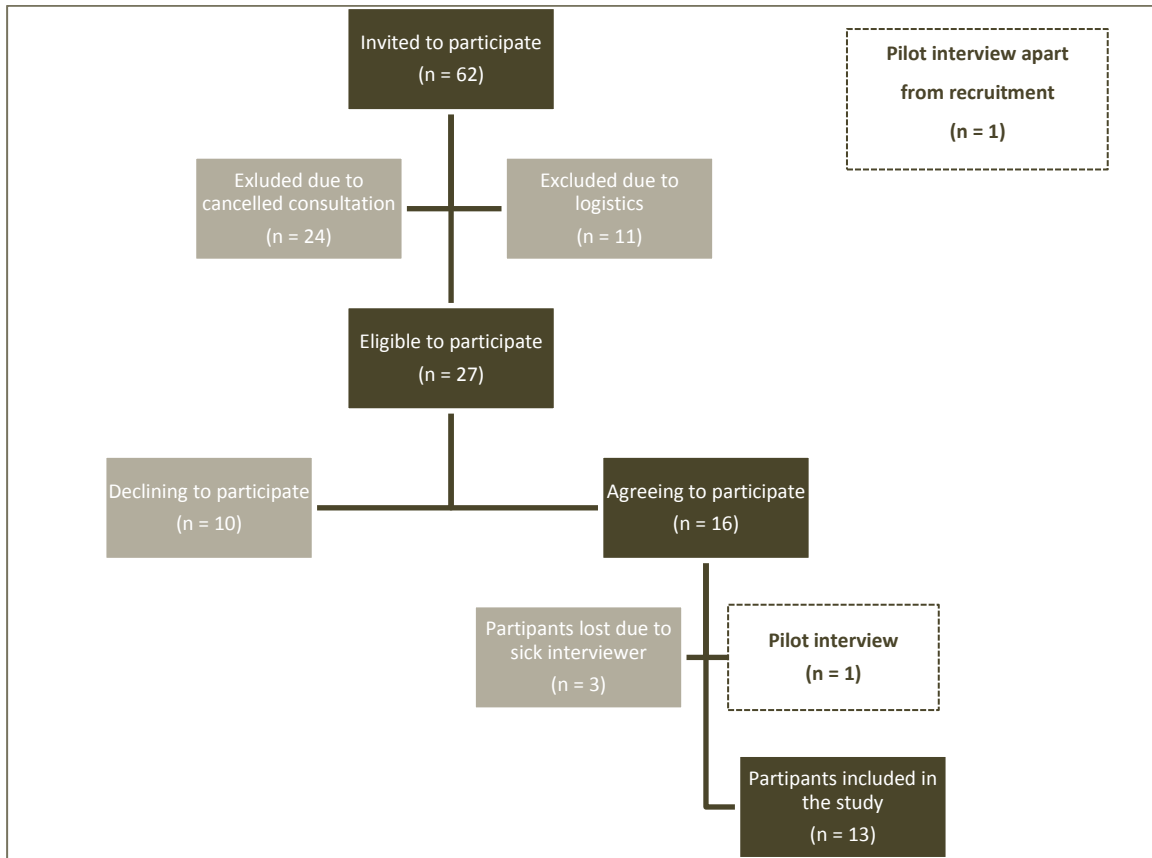 Invited to participate
(n = 62)
Pilot interview apart
from recruitment
(n = 1)
Exluded due to
cancelled consultation
(n = 24)
Excluded due to
logistics
(n = 11)
Eligible to participate
(n = 27)
Declining to participate
(n = 10)
Agreeing to participate
(n = 16)
Partipants lost due to
sick interviewer
(n = 3)
Pilot interview
(n = 1)
Partipants included in
the study
(n = 13)